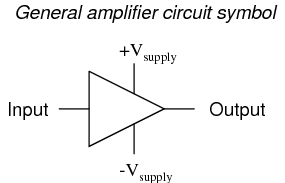 General amplifier circuit symbol
+Vsupply
Input
Output
-Vsupply